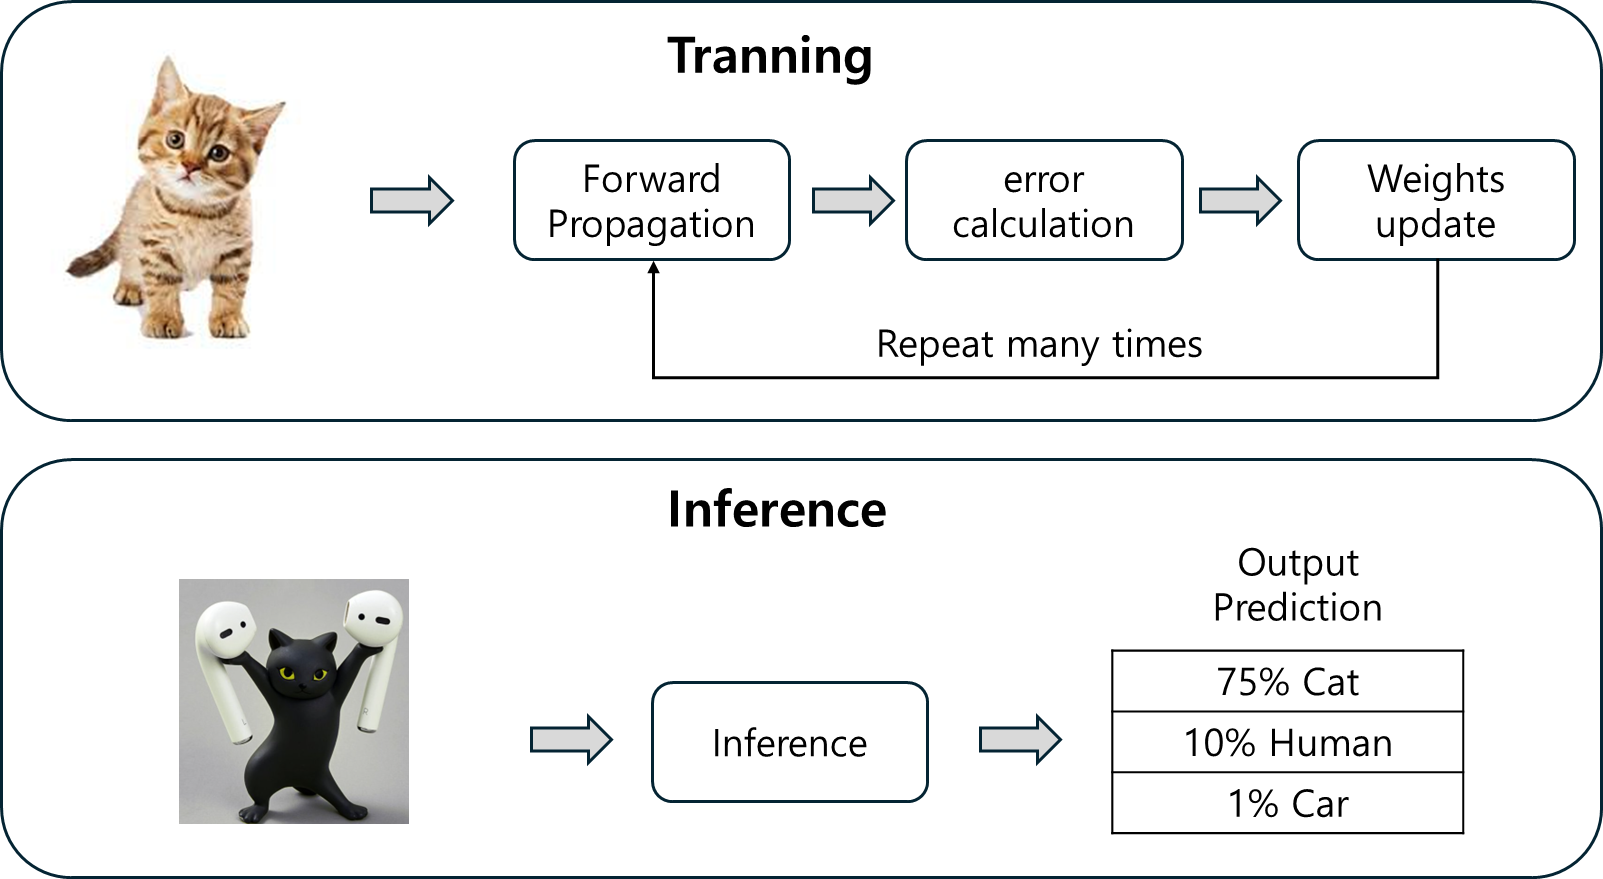 Tranning
Forward
Propagation
error
calculation
Weights
update
Repeat many times
Inference
Output
Prediction
Inference
75% Cat
10% Human
1% Car
L
R